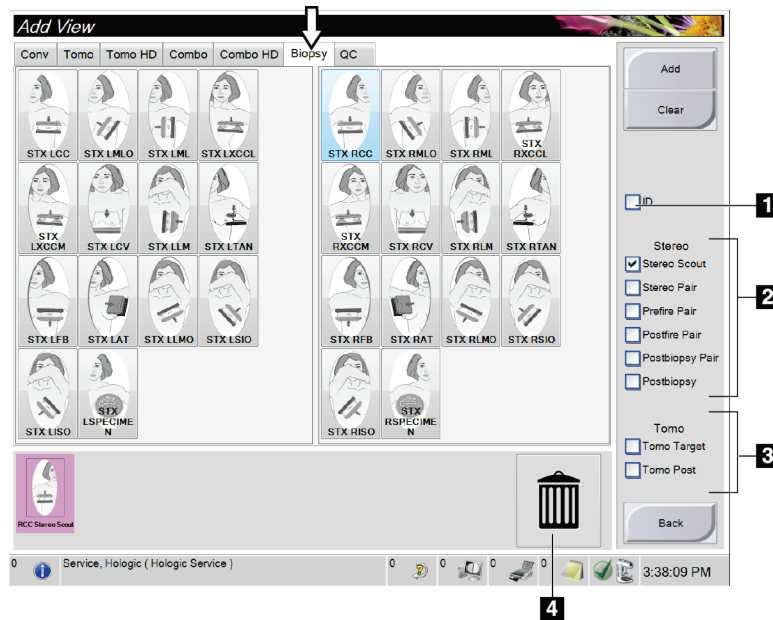 Add View
Conv Tomo Tomo HD Combo Combo HD Biopsy QC
STX LCC STX LMLO STX LML STX LXCCL
STX RCC STX RMLO STX RML STX RXCCL
STX LXCCM STX LCV STX LLM STX LTAN
STX RXCCM STX RCV STX RLM STX RTAN
STX LFB STX LAT STX LLMO STX LSIO
STX RFB STX RAT STX RLMO STX RSIO
STX LISO STX LSPECIMEN
STX RISO STX RSPECIMEN
Add
Clear
ID
1
Stereo
Stereo Scout
Stereo Pair
Prefire Pair
Postfire Pair
Postbiopsy Pair
Postbiopsy
2
Tomo
Tomo Target
Tomo Post
3
Back
RCC Stereo Scout
0 Service, Hologic ( Hologic Service ) 0 0 0 0 3:38:09 PM
4